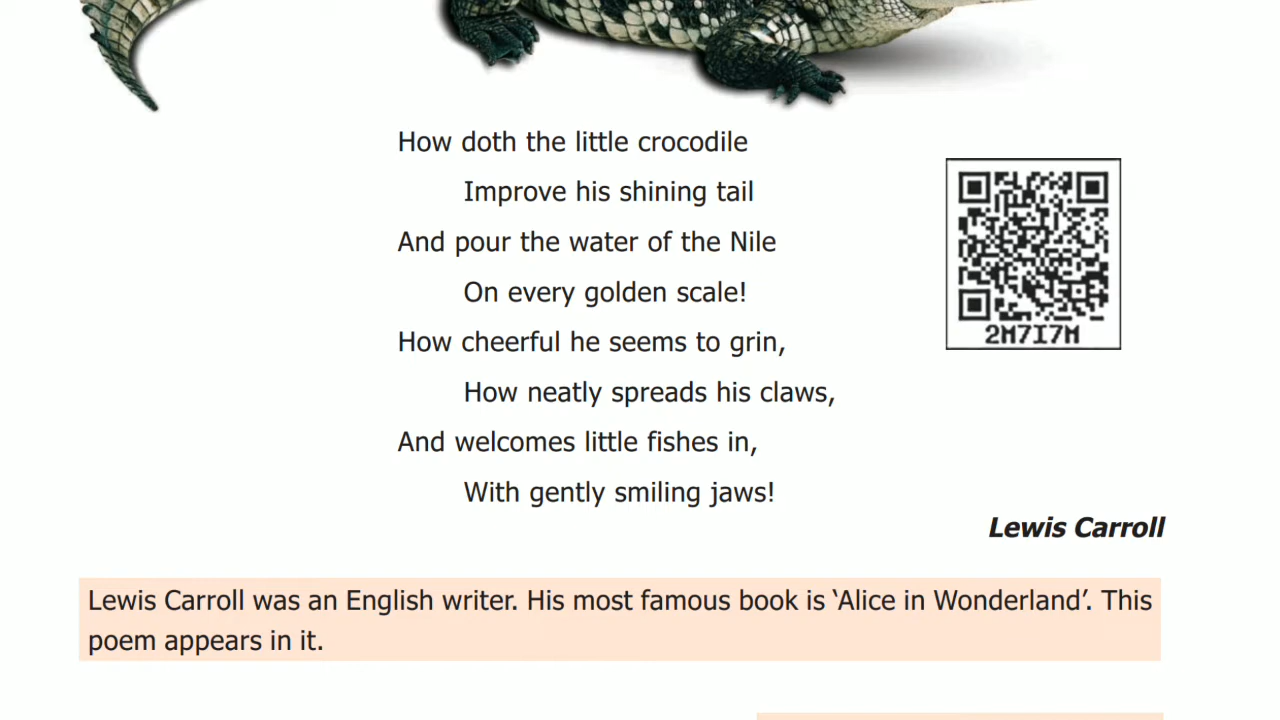 How doth the little crocodile
Improve his shining tail
And pour the water of the Nile
On every golden scale!
How cheerful he seems to grin,
How neatly spreads his claws,
And welcomes little fishes in,
With gently smiling jaws!
2M7I7M
Lewis Carroll
Lewis Carroll was an English writer. His most famous book is ‘Alice in Wonderland’. This
poem appears in it.